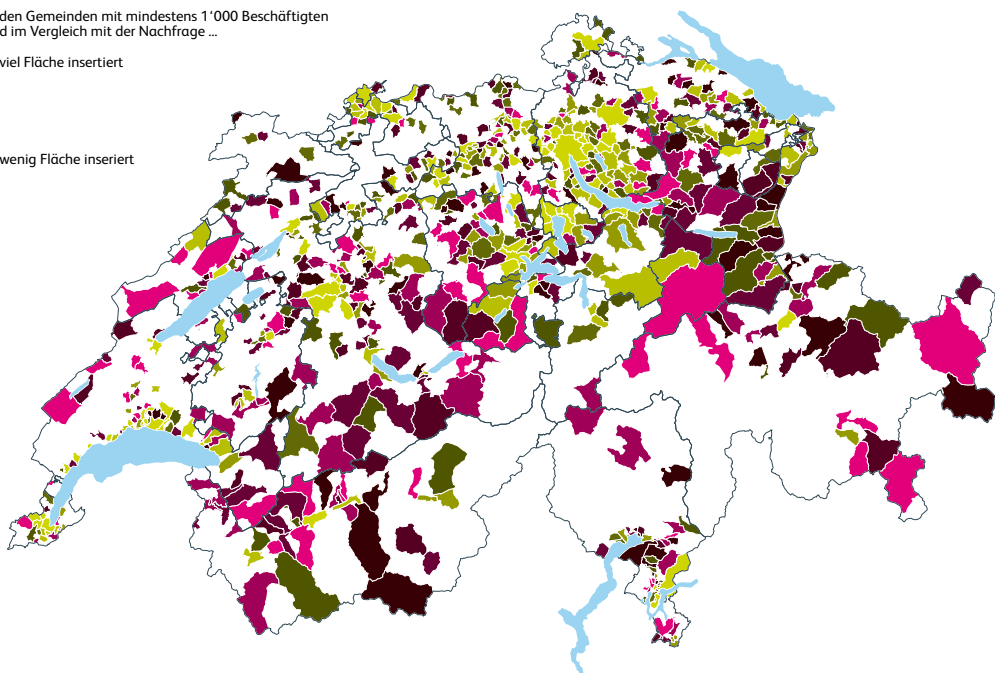 den Gemeinden mit mindestens 1‘000 Beschäftigten
d im Vergleich mit der Nachfrage ...
viel Fläche insertiert
wenig Fläche inseriert